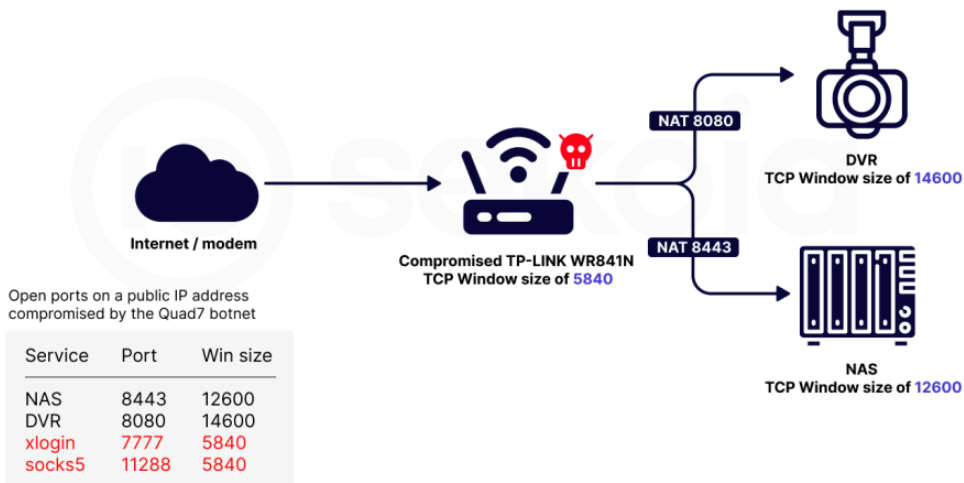 NAT 8080
DVR
TCP Window size of 14600
Internet / modem
Compromised TP-LINK WR841N
TCP Window size of 5840
NAT 8443
NAS
TCP Window size of 12600
Open ports on a public IP address
compromised by the Quad7 botnet
Service Port Win size
NAS 8443 12600
DVR 8080 14600
xlogin 7777 5840
socks5 11288 5840
sekoia